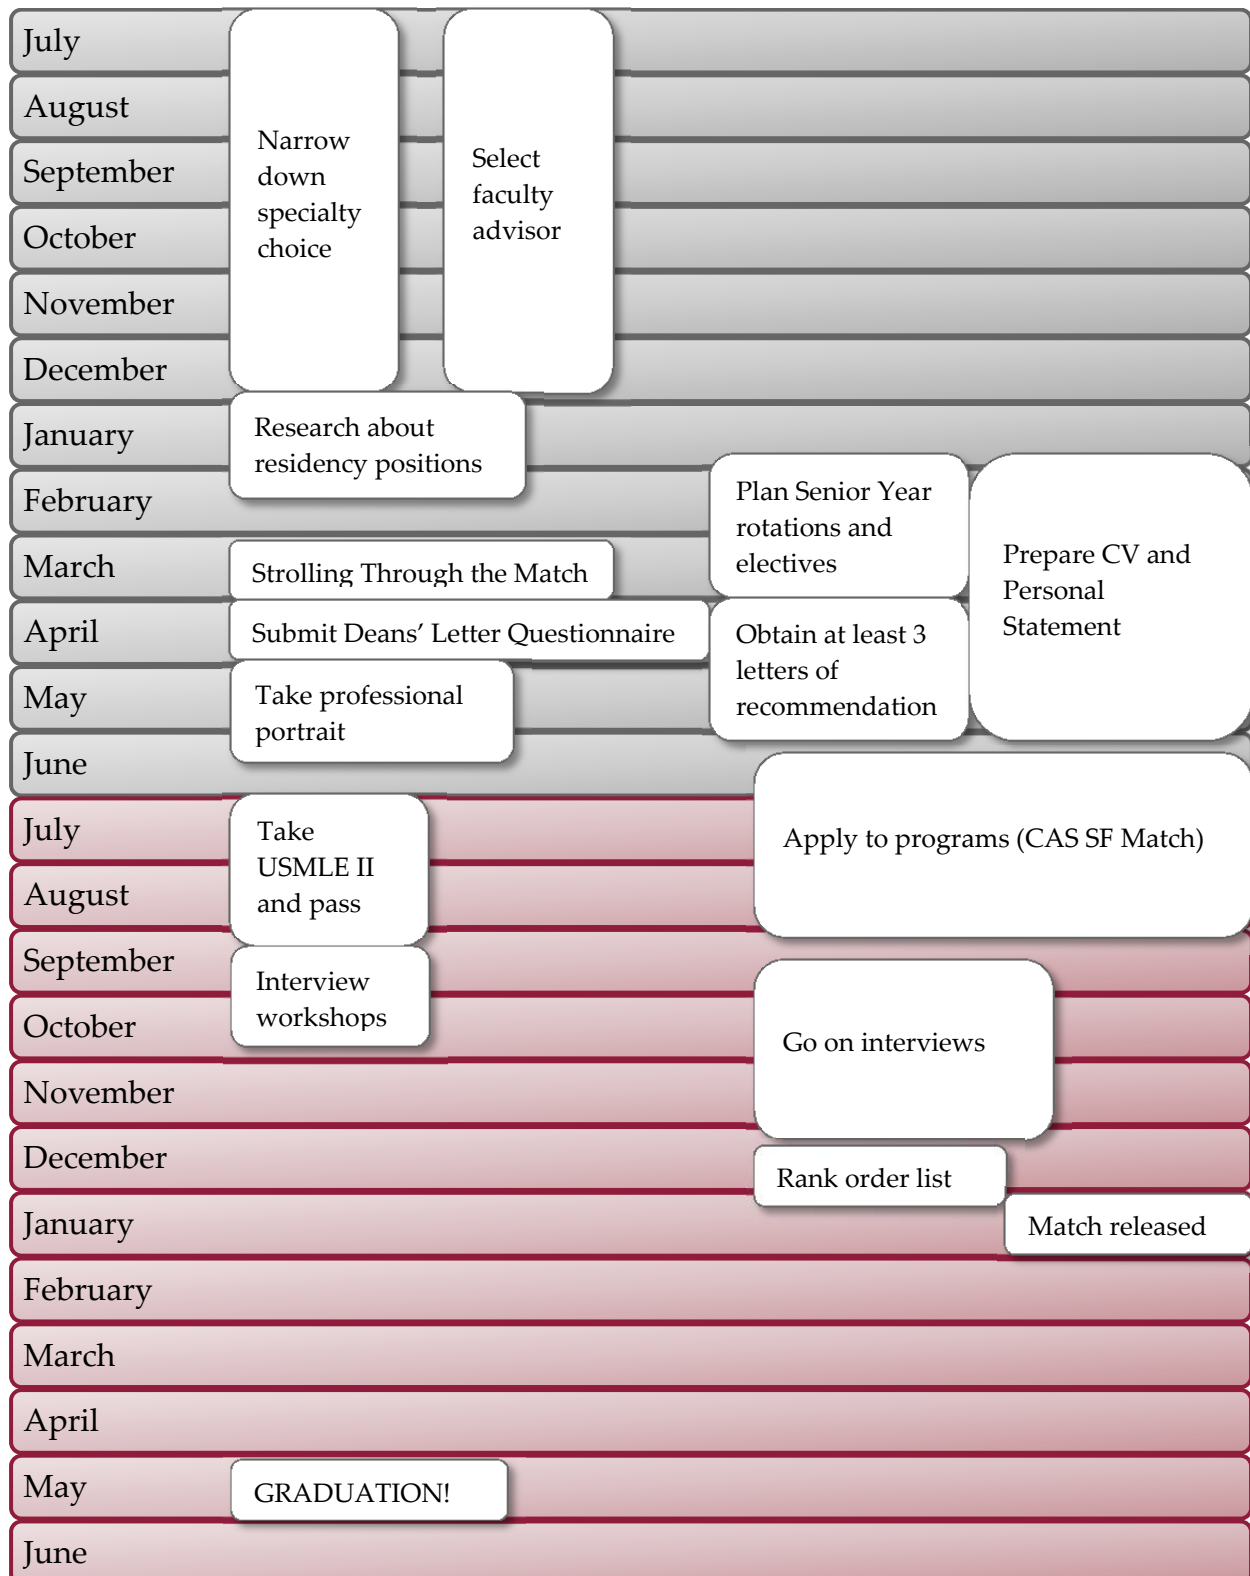 July
August
September
October
November
December
January
February
March
April
May
June
July
August
September
October
November
December
January
February
March
April
May
June
Narrow
down
specialty
choice
Select
faculty
advisor
Research about
residency positions
Plan Senior Year
rotations and
electives
Prepare CV and
Personal
Statement
Strolling Through the Match
Submit Deans’ Letter Questionnaire
Obtain at least 3
letters of
recommendation
Take professional
portrait
Apply to programs (CAS SF Match)
Take
USMLE II
and pass
Interview
workshops
Go on interviews
Rank order list
Match released
GRADUATION!